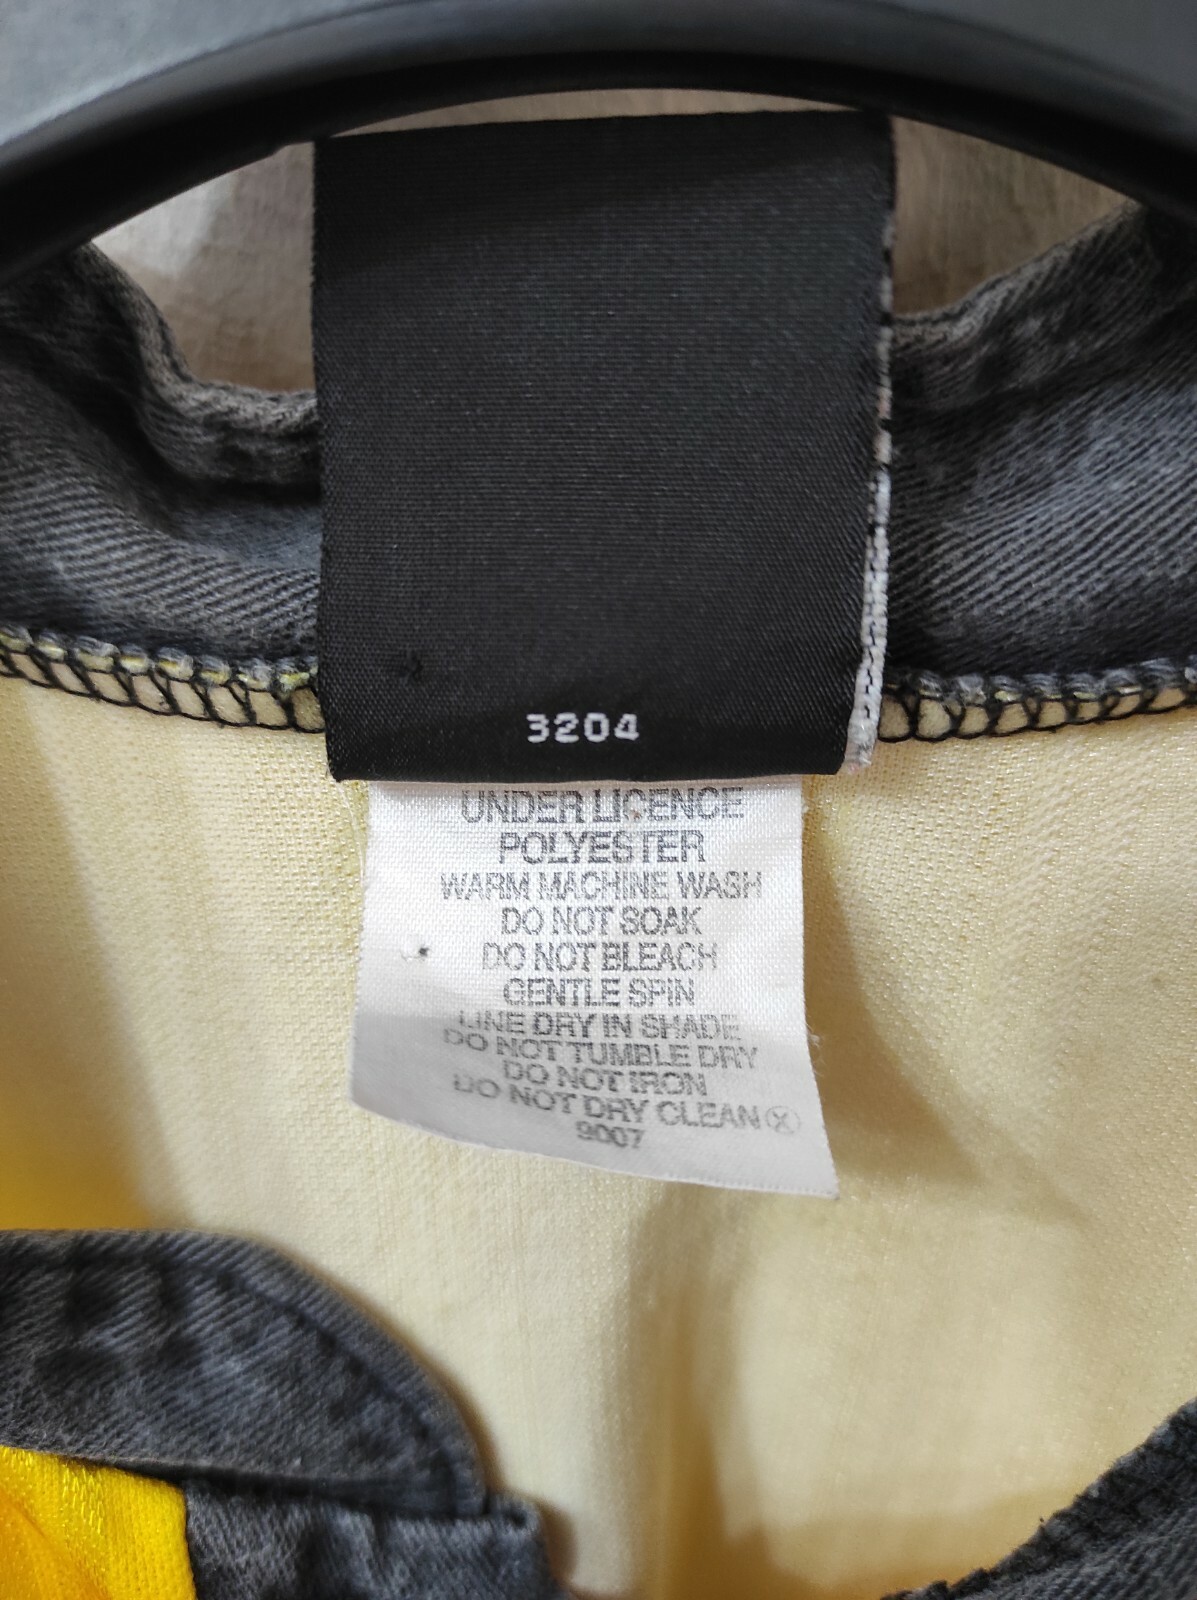 3204
UNDER LICENCE
POLYESTER
WARM MACHINE WASH
DO NOT SOAK
DO NOT BLEACH
GENTLE SPIN
LINE DRY IN SHADE
DO NOT TUMBLE DRY
DO NOT IRON
DO NOT DRY CLEAN Ⓧ
9007